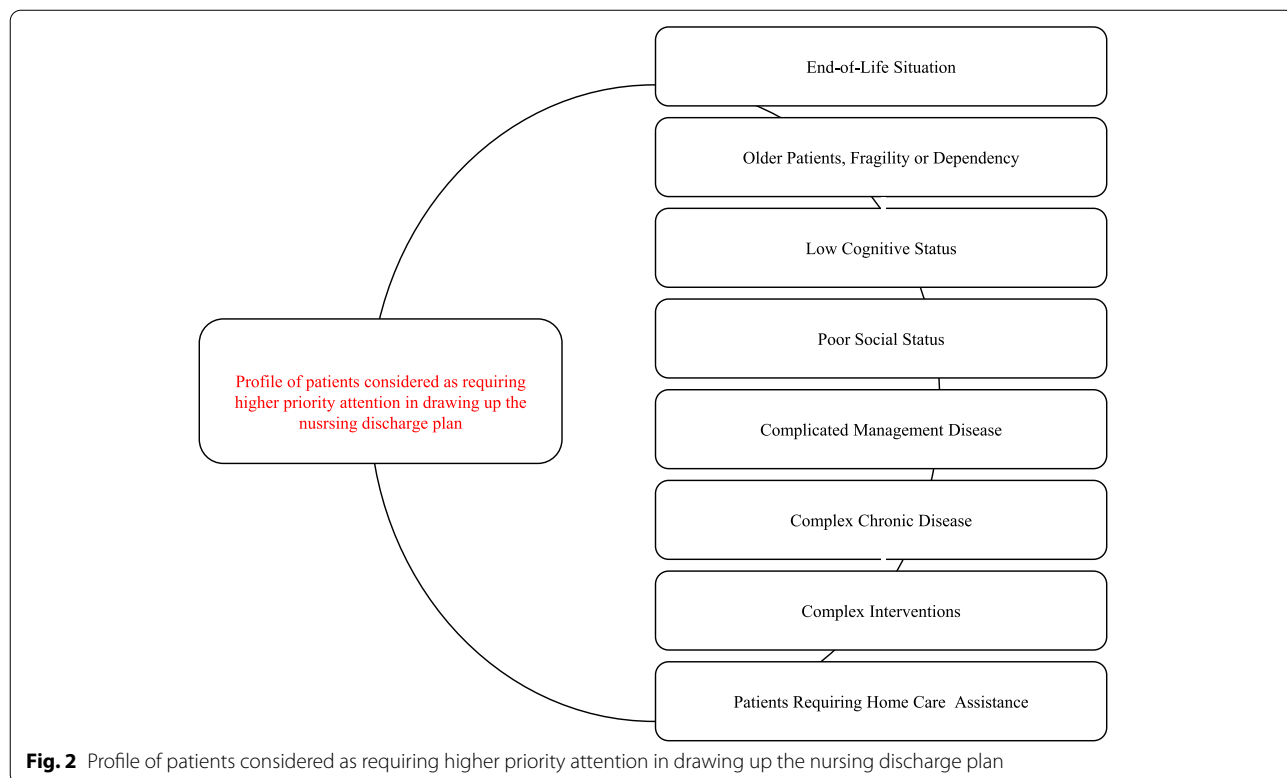 End-of-Life Situation
Older Patients, Fragility or Dependency
Low Cognitive Status
Poor Social Status
Profile of patients considered as requiring
higher priority attention in drawing up the
nusrsing discharge plan
Complicated Management Disease
Complex Chronic Disease
Complex Interventions
Patients Requiring Home Care Assistance
Fig. 2 Profile of patients considered as requiring higher priority attention in drawing up the nursing discharge plan